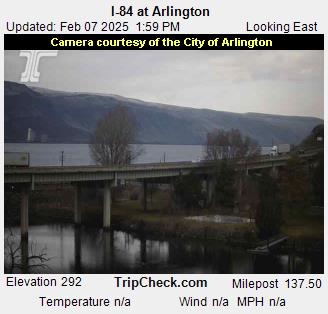 I-84 at Arlington
Updated: Feb 07 2025 1:59 PM Looking East
Camera courtesy of the City of Arlington
Elevation 292 TripCheck.com Milepost 137.50
Temperature n/a Wind n/a MPH n/a